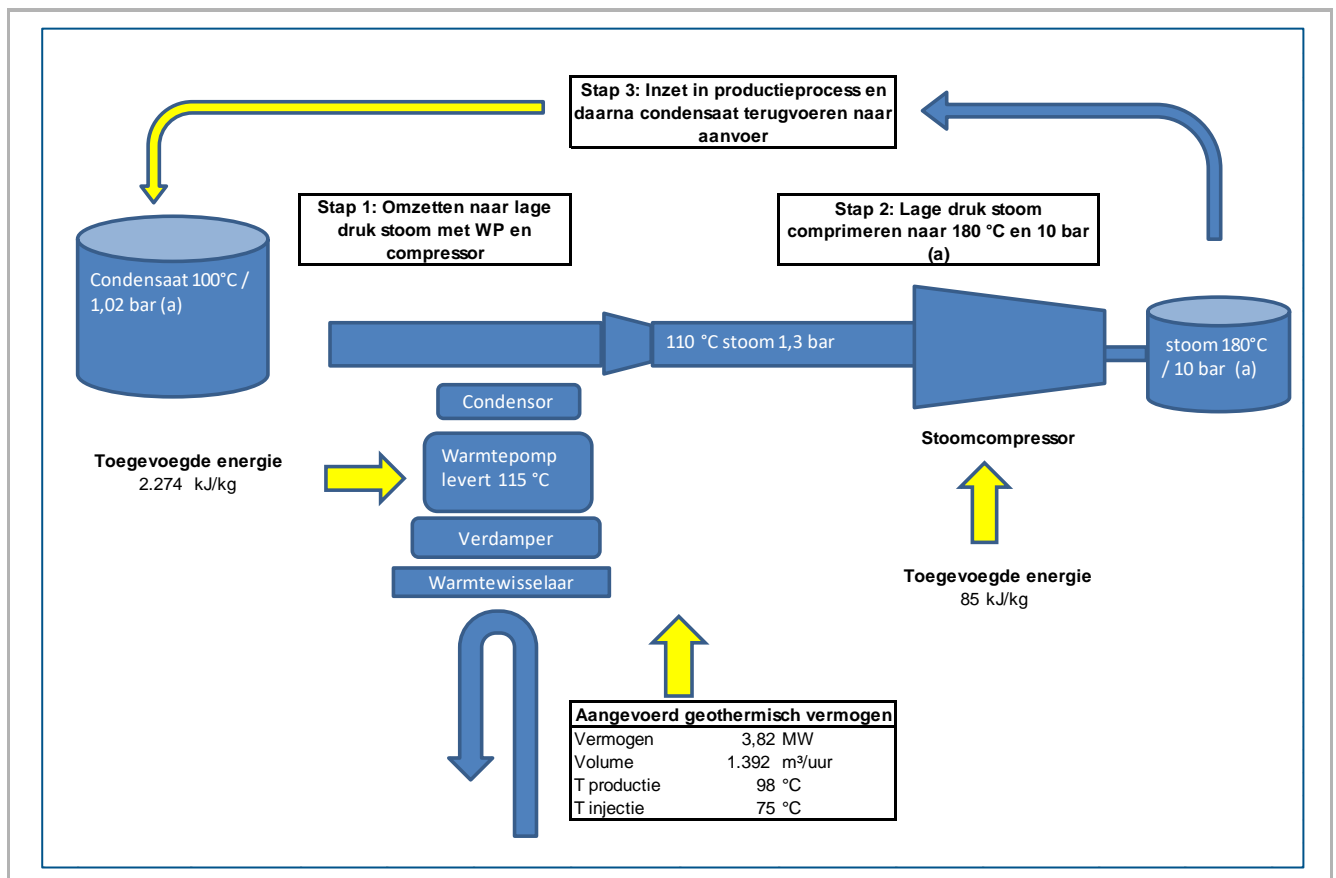 Stap 3: Inzet in productieprocess en
daarna condensaat terugvoeren naar
aanvoer
Stap 1: Omzetten naar lage
druk stoom met WP en
compressor
Stap 2: Lage druk stoom
comprimeren naar 180 °C en 10 bar
(a)
Condensaat 100°C /
1,02 bar (a)
110 °C stoom 1,3 bar
stoom 180°C
/ 10 bar (a)
Condensor
Stoomcompressor
Toegevoegde energie
2.274 kJ/kg
Warmtepomp
levert 115 °C
Verdamper
Warmtewisselaar
Toegevoegde energie
85 kJ/kg
Aangevoerd geothermisch vermogen
Vermogen 3,82 MW
Volume 1.392 m³/uur
T productie 98 °C
T injectie 75 °C